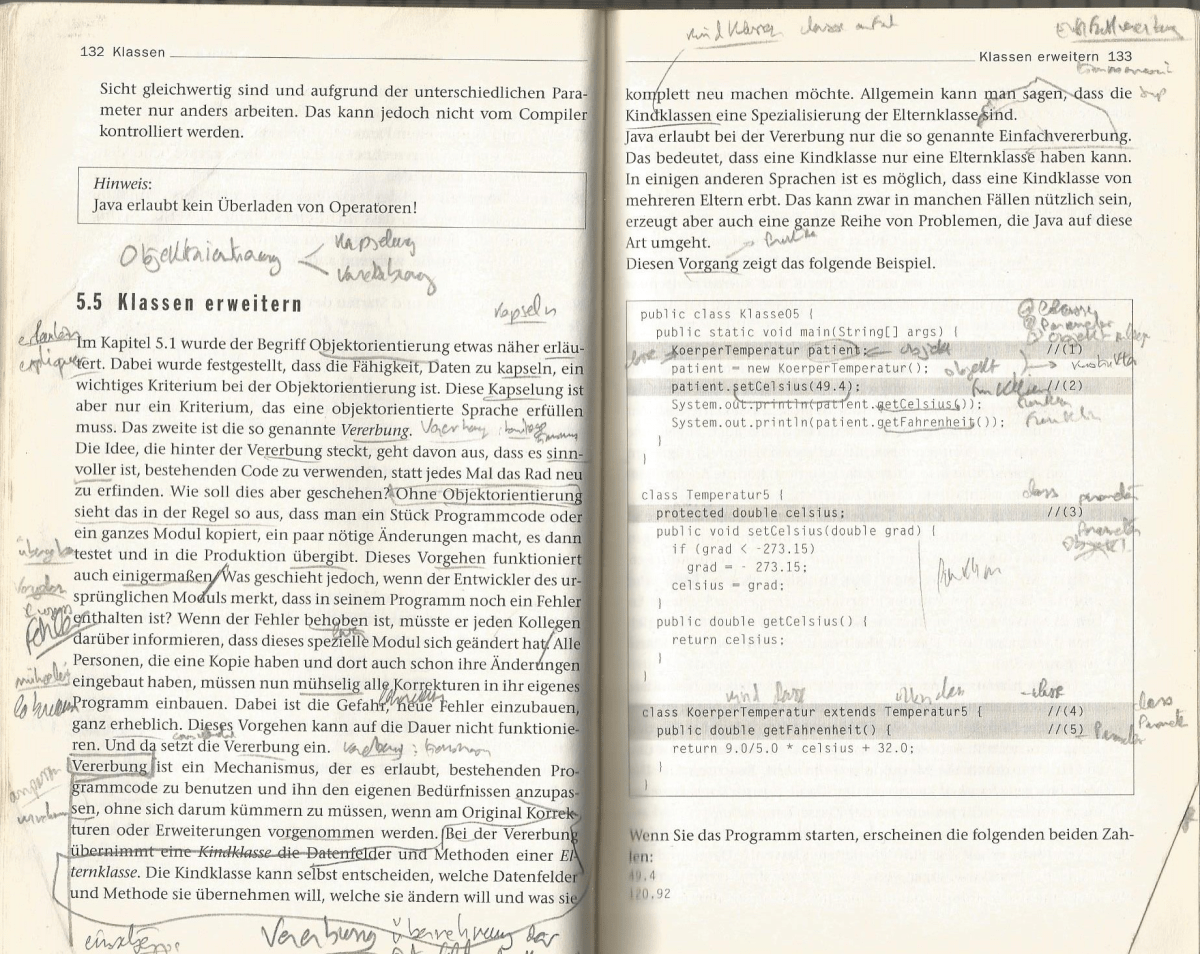 132 Klassen
Sicht gleichwertig sind und aufgrund der unterschiedlichen Para-
meter nur anders arbeiten. Das kann jedoch nicht vom Compiler
kontrolliert werden.
Hinweis:
Java erlaubt kein Überladen von Operatoren!
Objektorientierung
Kapselung
Vererbung
5.5 Klassen erweitern
kapseln
Im Kapitel 5.1 wurde der Begriff Objektorientierung etwas näher erläu-
tert. Dabei wurde festgestellt, dass die Fähigkeit, Daten zu kapseln, ein
wichtiges Kriterium bei der Objektorientierung ist. Diese Kapselung ist
aber nur ein Kriterium, das eine objektorientierte Sprache erfüllen
muss. Das zweite ist die so genannte Vererbung.
Die Idee, die hinter der Vererbung steckt, geht davon aus, dass es sinn-
voller ist, bestehenden Code zu verwenden, statt jedes Mal das Rad neu
zu erfinden. Wie soll dies aber geschehen? Ohne Objektorientierung
sieht das in der Regel so aus, dass man ein Stück Programmcode oder
ein ganzes Modul kopiert, ein paar nötige Änderungen macht, es dann
testet und in die Produktion übergibt. Dieses Vorgehen funktioniert
auch einigermaßen. Was geschieht jedoch, wenn der Entwickler des ur-
sprünglichen Moduls merkt, dass in seinem Programm noch ein Fehler
enthalten ist? Wenn der Fehler behoben ist, müsste er jeden Kollegen
darüber informieren, dass dieses spezielle Modul sich geändert hat. Alle
Personen, die eine Kopie haben und dort auch schon ihre Änderungen
eingebaut haben, müssen nun mühselig alle Korrekturen in ihr eigenes
Programm einbauen. Dabei ist die Gefahr, neue Fehler einzubauen,
ganz erheblich. Dieses Vorgehen kann auf die Dauer nicht funktionie-
ren. Und da setzt die Vererbung ein.
Vererbung ist ein Mechanismus, der es erlaubt, bestehenden Pro-
grammcode zu benutzen und ihn den eigenen Bedürfnissen anzupas-
sen, ohne sich darum kümmern zu müssen, wenn am Original Korrek-
turen oder Erweiterungen vorgenommen werden. Bei der Vererbung
übernimmt eine Kindklasse die Datenfelder und Methoden einer El-
ternklasse. Die Kindklasse kann selbst entscheiden, welche Datenfelder
und Methode sie übernehmen will, welche sie ändern will und was sie
Fehler
Vererbung
Klassen erweitern 133
komplett neu machen möchte. Allgemein kann man sagen, dass die
Kindklassen eine Spezialisierung der Elternklasse sind.
Java erlaubt bei der Vererbung nur die so genannte Einfachvererbung.
Das bedeutet, dass eine Kindklasse nur eine Elternklasse haben kann.
In einigen anderen Sprachen ist es möglich, dass eine Kindklasse von
mehreren Eltern erbt. Das kann zwar in manchen Fällen nützlich sein,
erzeugt aber auch eine ganze Reihe von Problemen, die Java auf diese
Art umgeht.
Diesen Vorgang zeigt das folgende Beispiel.
public class Klasse05 {
public static void main(String[] args) {
KoerperTemperatur patient; //(1)
patient = new KoerperTemperatur();
patient.setCelsius(49.4); //(2)
System.out.println(patient.getCelsius());
System.out.println(patient.getFahrenheit());
}
}
class Temperatur5 {
protected double celsius; //(3)
public void setCelsius(double grad) {
if (grad < -273.15)
grad = - 273.15;
celsius = grad;
}
public double getCelsius() {
return celsius;
}
}
class KoerperTemperatur extends Temperatur5 { //(4)
public double getFahrenheit() { //(5)
return 9.0/5.0 * celsius + 32.0;
}
}
Wenn Sie das Programm starten, erscheinen die folgenden beiden Zah-
len:
49.4
120.92